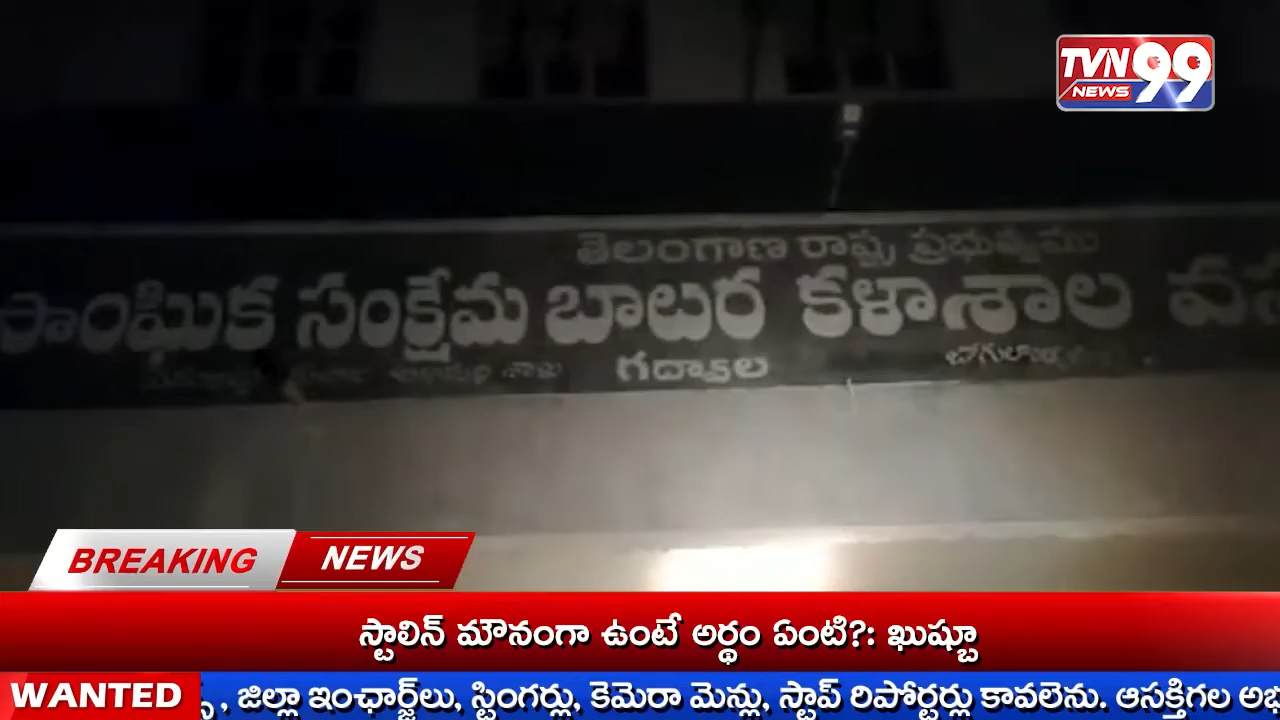 TVN 99
NEWS
తెలంగాణ రాష్ట్ర ప్రభుత్వము
సాంఘిక సంక్షేమ బాలుర కళాశాల
గద్వాల
BREAKING NEWS
స్టాలిన్ మౌనంగా ఉంటే అర్థం ఏంటి?: ఖుష్బూ
WANTED , జిల్లా ఇంఛార్జ్‌లు, స్టింగర్లు, కెమెరా మెన్లు, స్టాప్ రిపోర్టర్లు కావలెను. ఆసక్తిగల